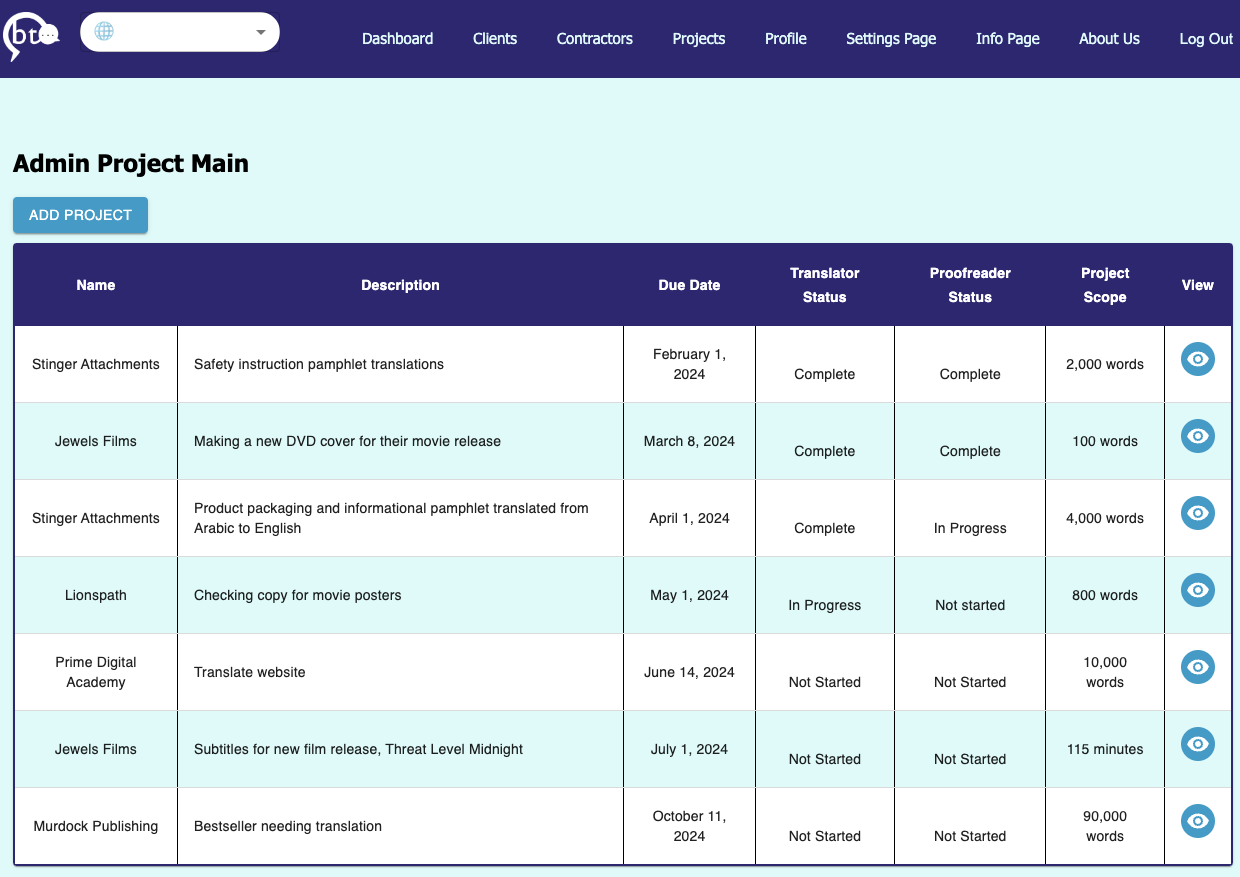 bt
Dashboard
Clients
Contractors
Projects
Profile
Settings Page
Info Page
About Us
Log Out
Admin Project Main
ADD PROJECT
Name
Description
Due Date
Translator
Status
Proofreader
Status
Project
Scope
View
Stinger Attachments
Safety instruction pamphlet translations
February 1,
2024
Complete
Complete
2,000 words
Jewels Films
Making a new DVD cover for their movie release
March 8, 2024
Complete
Complete
100 words
Stinger Attachments
Product packaging and informational pamphlet translated from
Arabic to English
April 1, 2024
Complete
In Progress
4,000 words
Lionspath
Checking copy for movie posters
May 1, 2024
In Progress
Not started
800 words
Prime Digital
Academy
Translate website
June 14, 2024
Not Started
Not Started
10,000
words
Jewels Films
Subtitles for new film release, Threat Level Midnight
July 1, 2024
Not Started
Not Started
115 minutes
Murdock Publishing
Bestseller needing translation
October 11,
2024
Not Started
Not Started
90,000
words